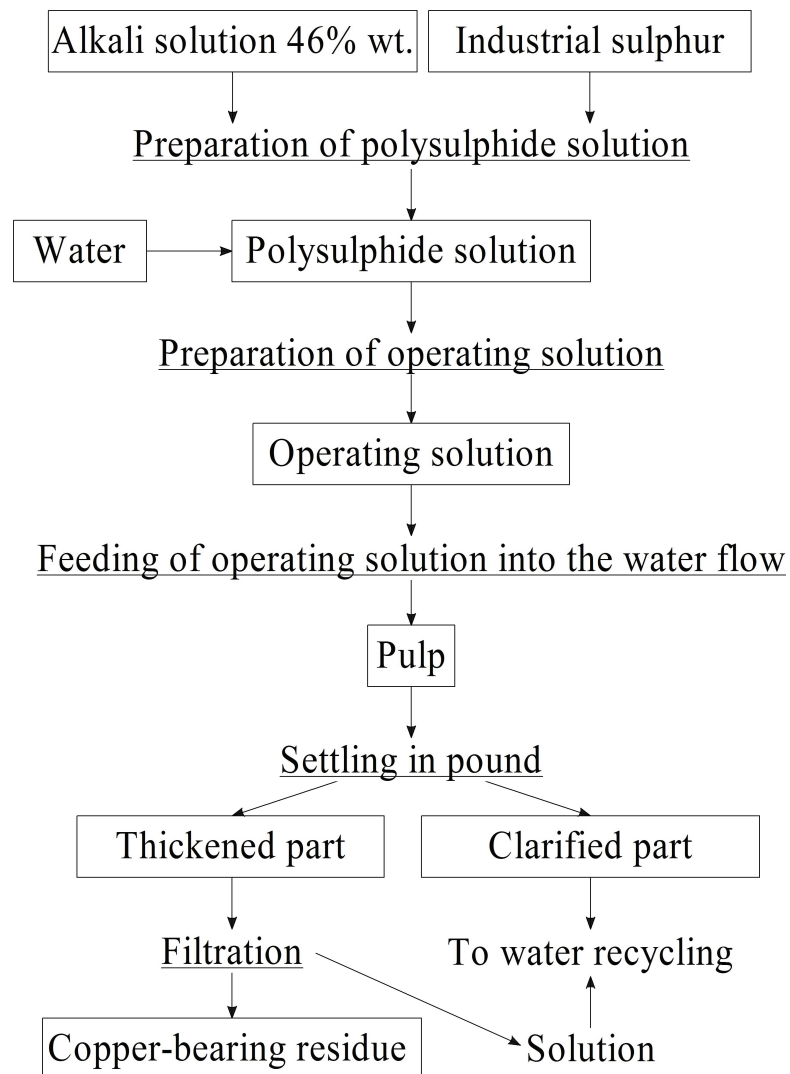 Alkali solution 46% wt.
Industrial sulphur
Preparation of polysulphide solution
Water
Polysulphide solution
Preparation of operating solution
Operating solution
Feeding of operating solution into the water flow
Pulp
Settling in pound
Thickened part
Clarified part
Filtration
To water recycling
Copper-bearing residue
Solution